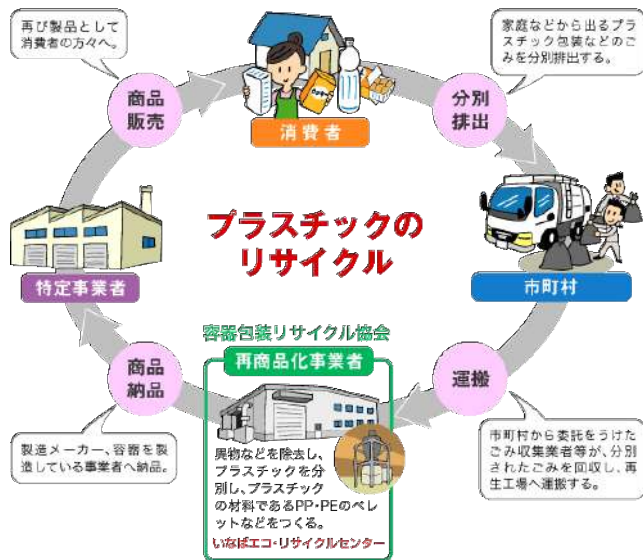 再び製品として
消費者の方々へ。
家庭などから出るプラ
スチック包装などのご
みを分別排出する。
商品
販売
分別
排出
消費者
プラスチックの
リサイクル
特定事業者
市町村
容器包装リサイクル協会
再商品化事業者
商品
納品
運搬
製造メーカー、容器を製
造している事業者へ納品。
異物などを除去し、
プラスチックを分
別し、プラスチック
の材料であるPP・PEのペレ
ットなどをつくる。
いなばエコ・リサイクルセンター
市町村から委託をうけた
ごみ収集業者等が、分別
されたごみを回収し、再
生工場へ運搬する。